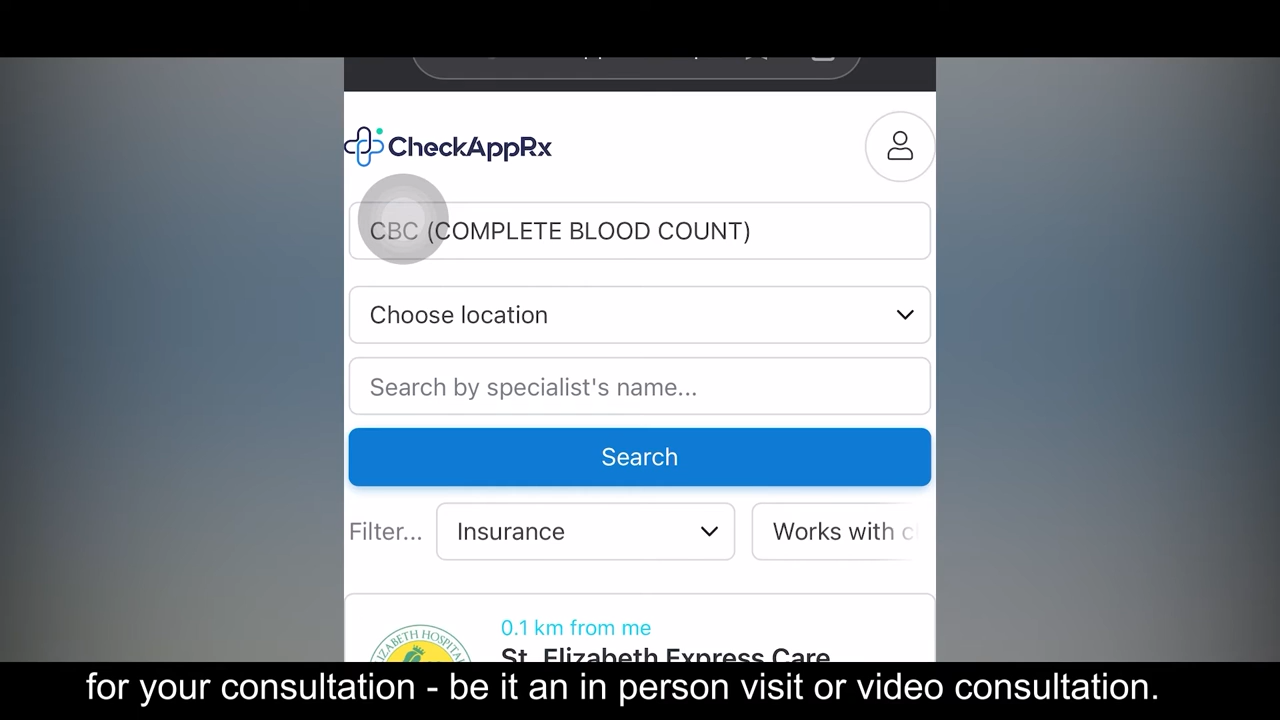 CheckAppRx
CBC (COMPLETE BLOOD COUNT)
Choose location
Search by specialist's name...
Search
Filter... Insurance Works with
0.1 km from me
St. Elizabeth Express Care
for your consultation - be it an in person visit or video consultation.